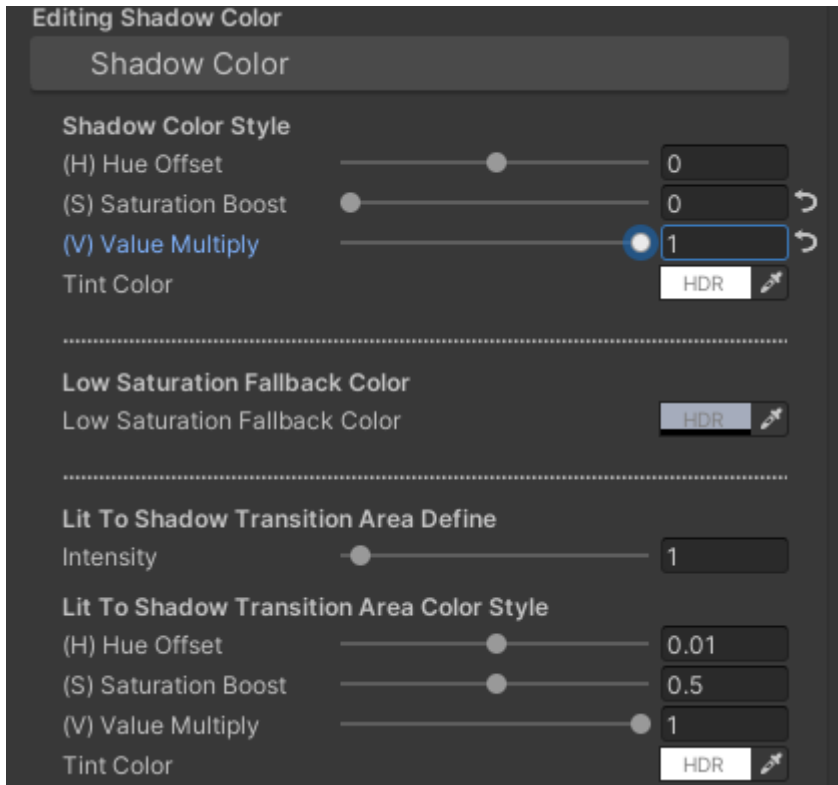 Editing Shadow Color
Shadow Color
Shadow Color Style
(H) Hue Offset 0
(S) Saturation Boost 0
(V) Value Multiply 1
Tint Color HDR
Low Saturation Fallback Color
Low Saturation Fallback Color HDR
Lit To Shadow Transition Area Define
Intensity 1
Lit To Shadow Transition Area Color Style
(H) Hue Offset 0.01
(S) Saturation Boost 0.5
(V) Value Multiply 1
Tint Color HDR